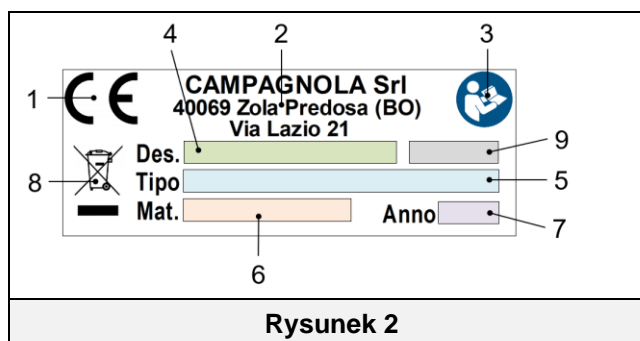 4 2 3
1 CE CAMPAGNOLA Srl
40069 Zola Predosa (BO)
Via Lazio 21
9
8 Des.
Tipo 5
Mat. Anno 7
6
Rysunek 2